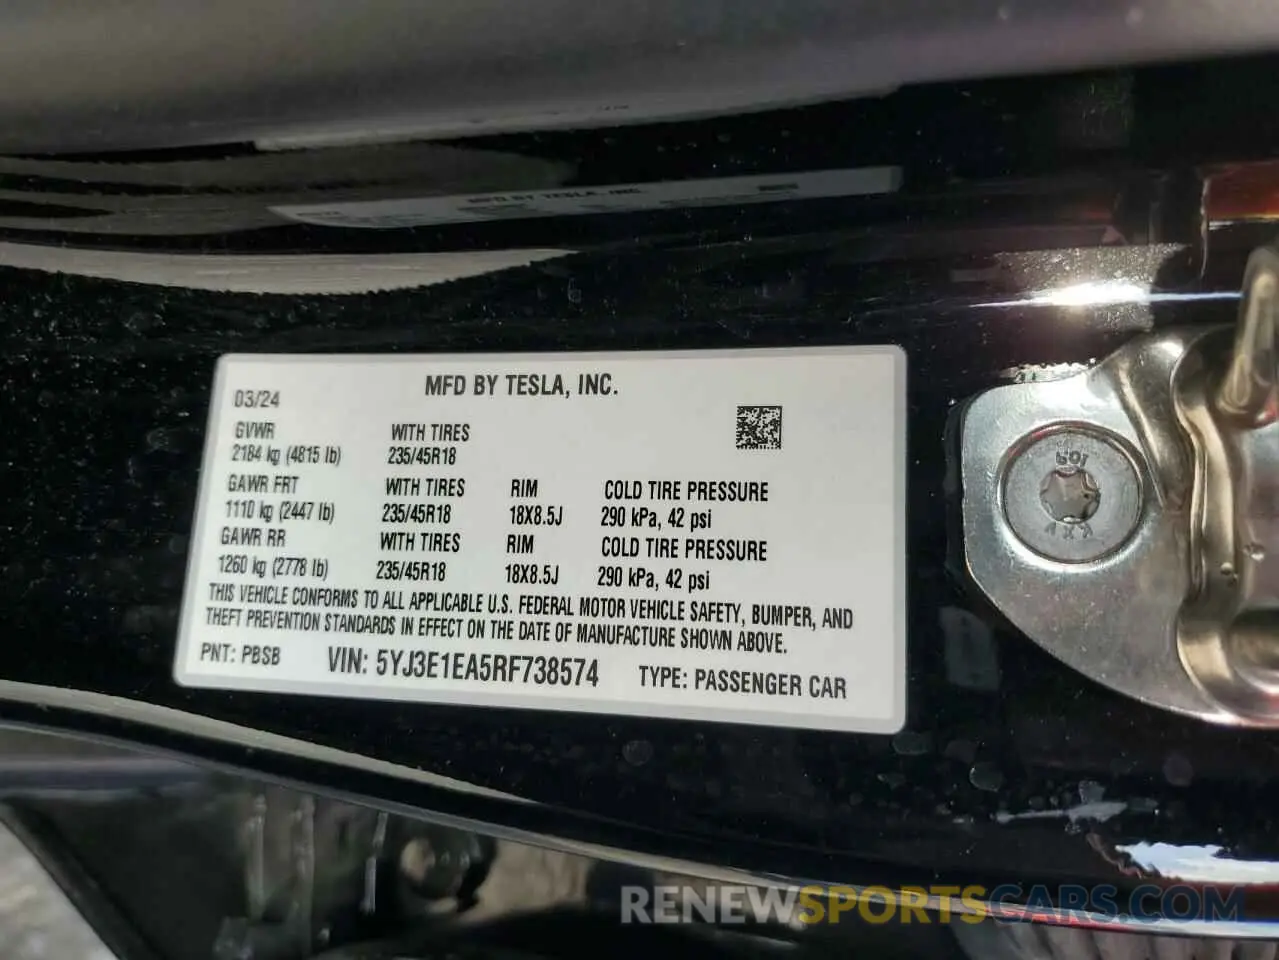 MFD BY TESLA, INC.
03/24 MFD BY TESLA, INC.
GVWR WITH TIRES
2184 kg (4815 lb) 235/45R18
GAWR FRT WITH TIRES RIM COLD TIRE PRESSURE
1110 kg (2447 lb) 235/45R18 18X8.5J 290 kPa, 42 psi
GAWR RR WITH TIRES RIM COLD TIRE PRESSURE
1260 kg (2778 lb) 235/45R18 18X8.5J 290 kPa, 42 psi
THIS VEHICLE CONFORMS TO ALL APPLICABLE U.S. FEDERAL MOTOR VEHICLE SAFETY, BUMPER, AND
THEFT PREVENTION STANDARDS IN EFFECT ON THE DATE OF MANUFACTURE SHOWN ABOVE.
PNT: PBSB VIN: 5YJ3E1EA5RF738574 TYPE: PASSENGER CAR
RENEWSPORTSCARS.COM